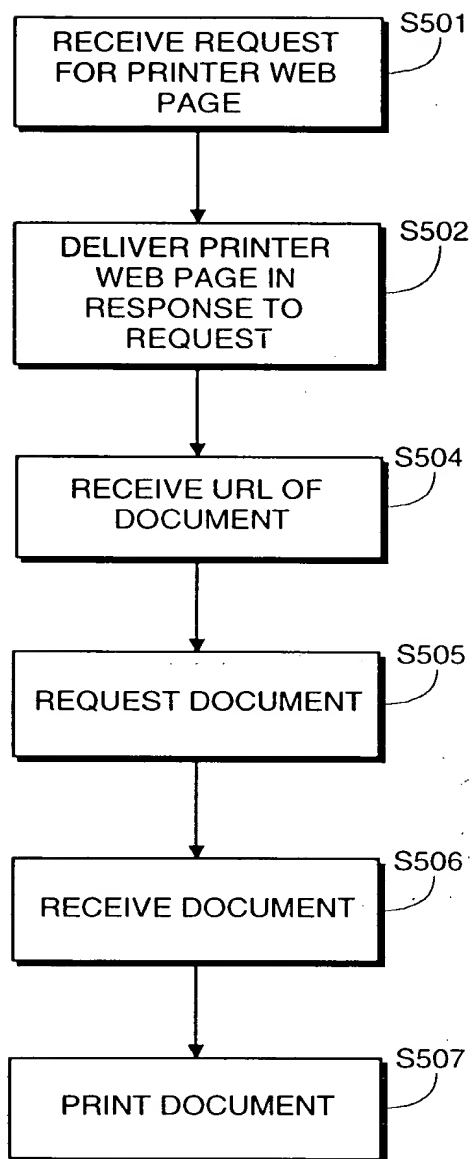 S501
RECEIVE REQUEST
FOR PRINTER WEB
PAGE
S502
DELIVER PRINTER
WEB PAGE IN
RESPONSE TO
REQUEST
S504
RECEIVE URL OF
DOCUMENT
S505
REQUEST DOCUMENT
S506
RECEIVE DOCUMENT
S507
PRINT DOCUMENT